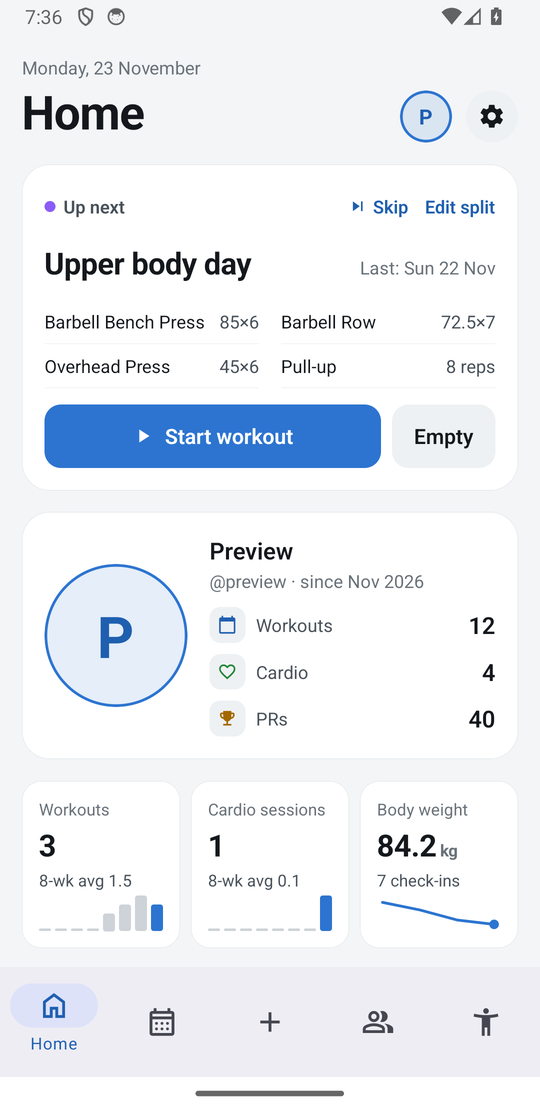 7:36
Monday, 23 November
Home
P
Up next
Skip
Edit split
Upper body day
Last: Sun 22 Nov
Barbell Bench Press 85×6
Barbell Row 72.5×7
Overhead Press 45×6
Pull-up 8 reps
Start workout
Empty
P
Preview
@preview · since Nov 2026
Workouts 12
Cardio 4
PRs 40
Workouts
3
8-wk avg 1.5
Cardio sessions
1
8-wk avg 0.1
Body weight
84.2 kg
7 check-ins
Home